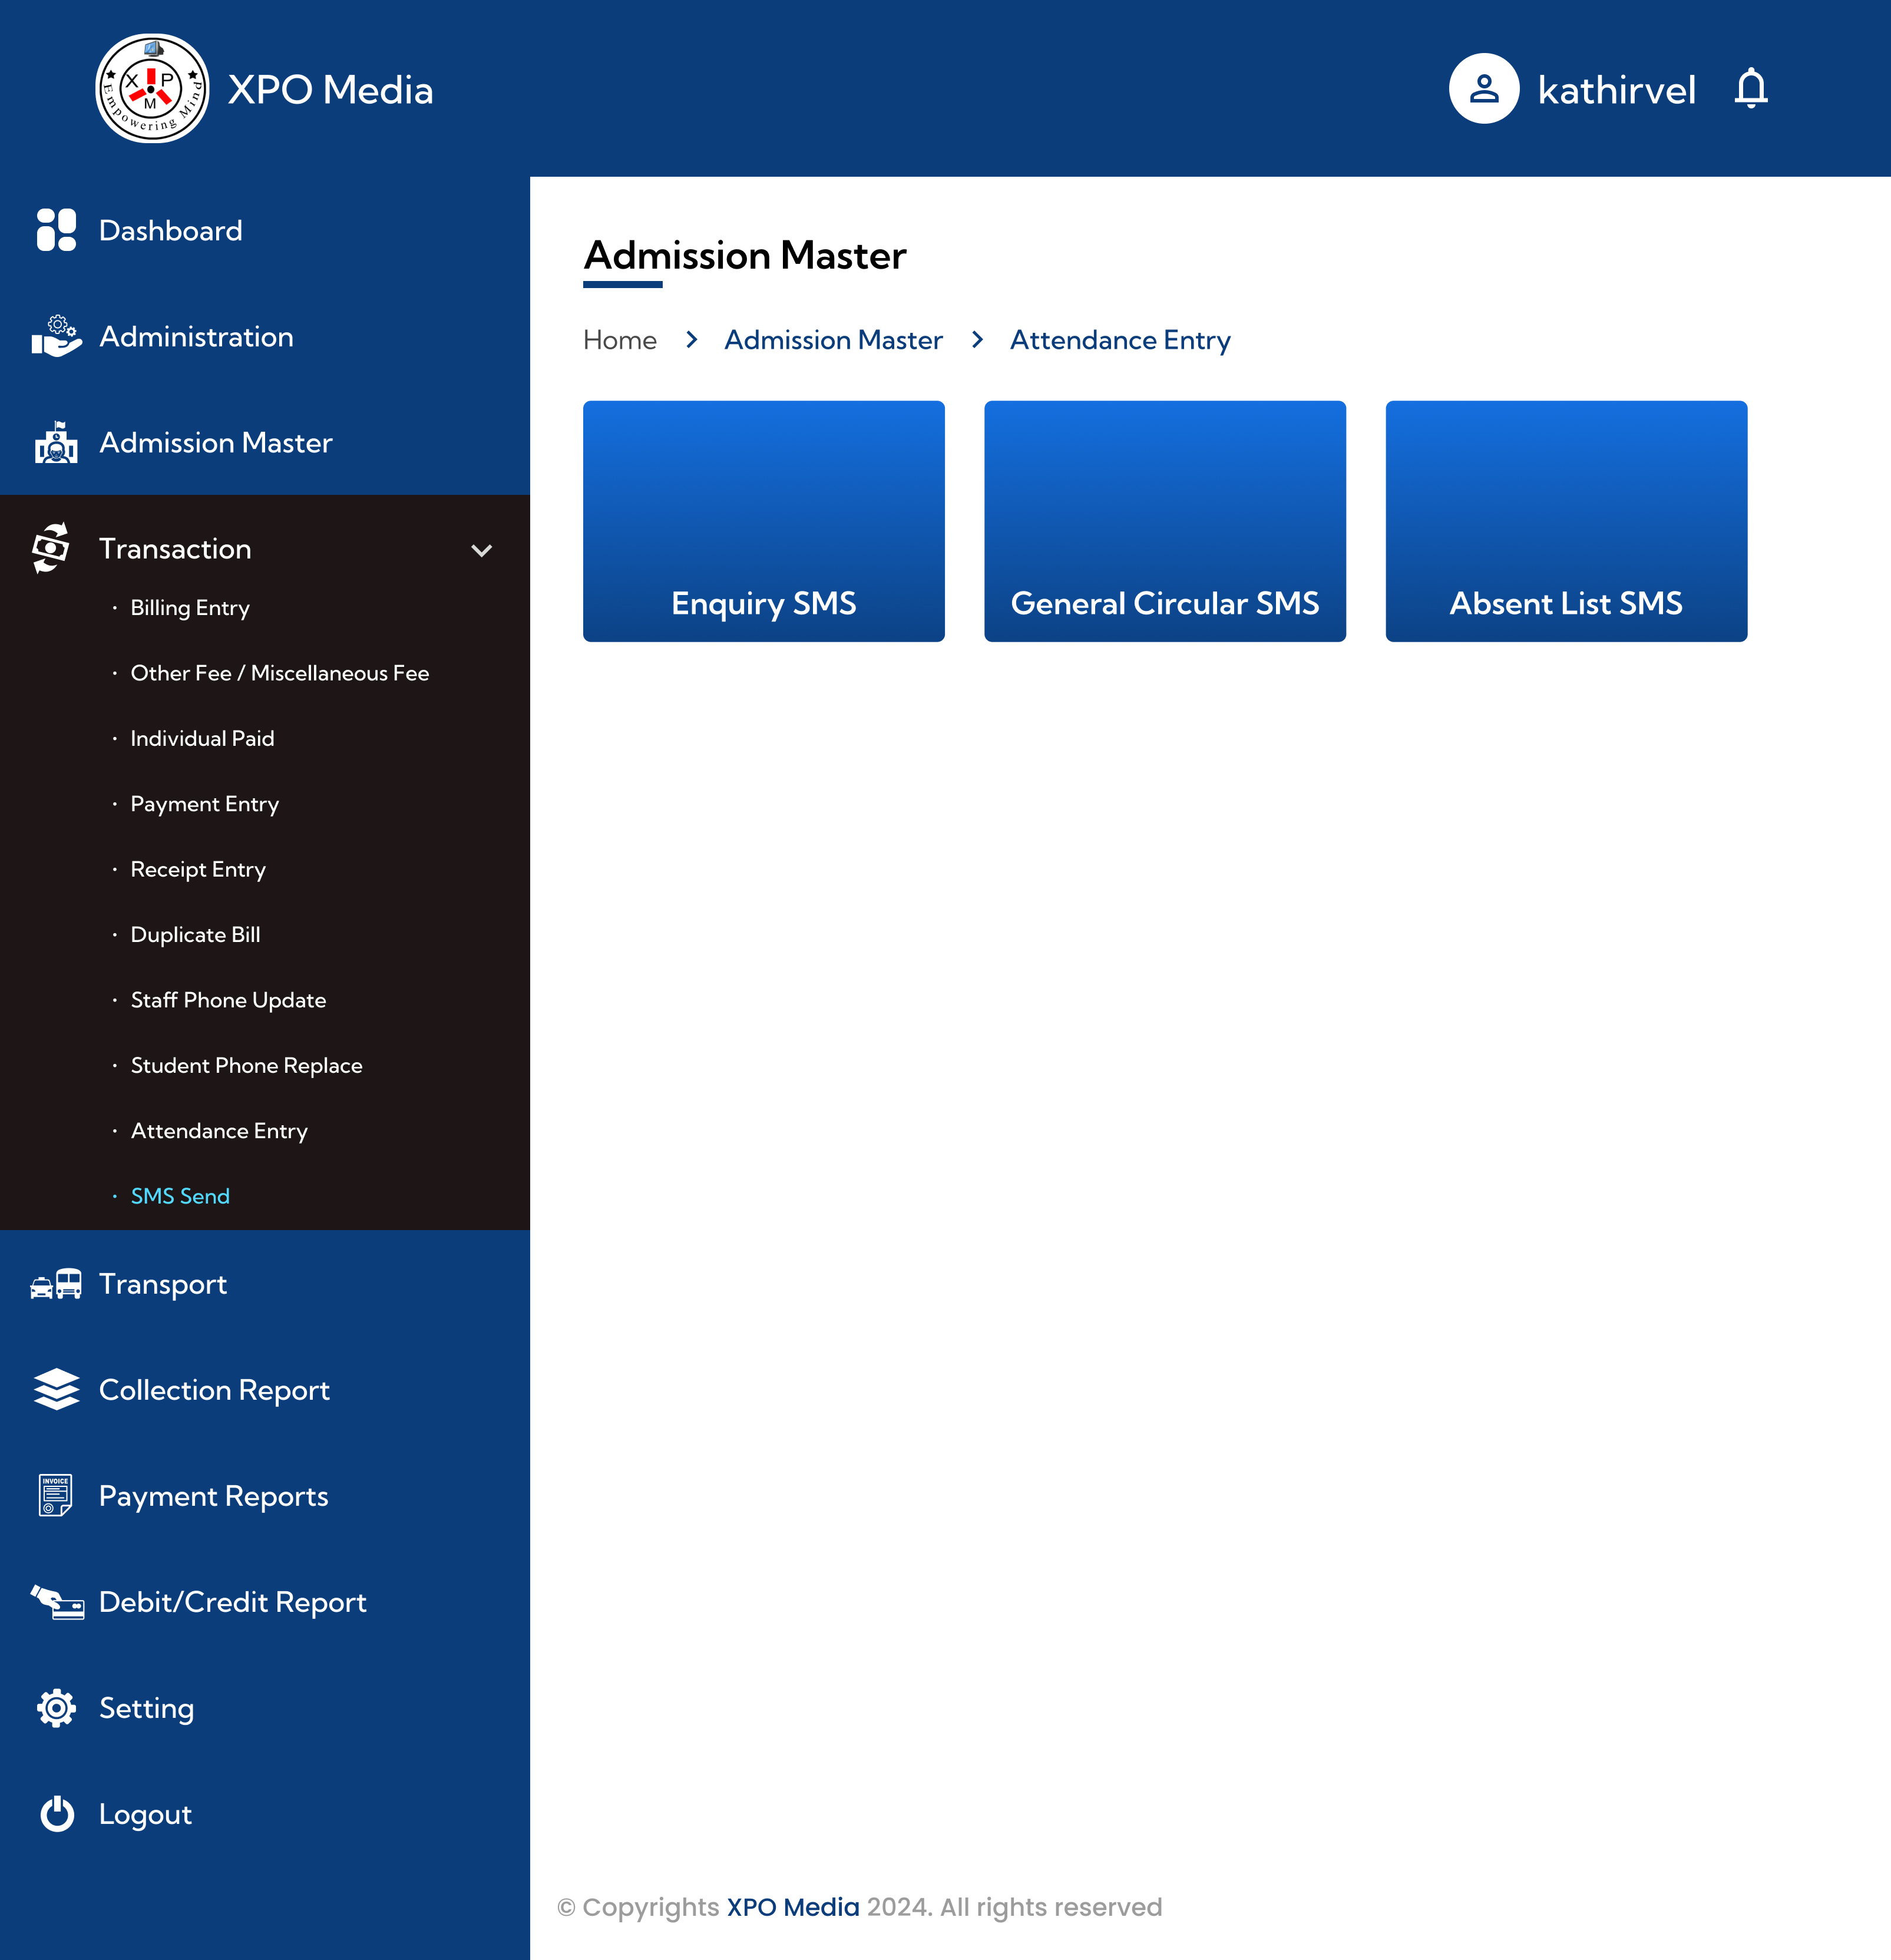 X P
M
Empowering Mind
XPO Media
kathirvel
Dashboard
Administration
Admission Master
Transaction
· Billing Entry
· Other Fee / Miscellaneous Fee
· Individual Paid
· Payment Entry
· Receipt Entry
· Duplicate Bill
· Staff Phone Update
· Student Phone Replace
· Attendance Entry
· SMS Send
Transport
Collection Report
INVOICE
Payment Reports
Debit/Credit Report
Setting
Logout
Admission Master
Home > Admission Master > Attendance Entry
Enquiry SMS
General Circular SMS
Absent List SMS
© Copyrights XPO Media 2024. All rights reserved